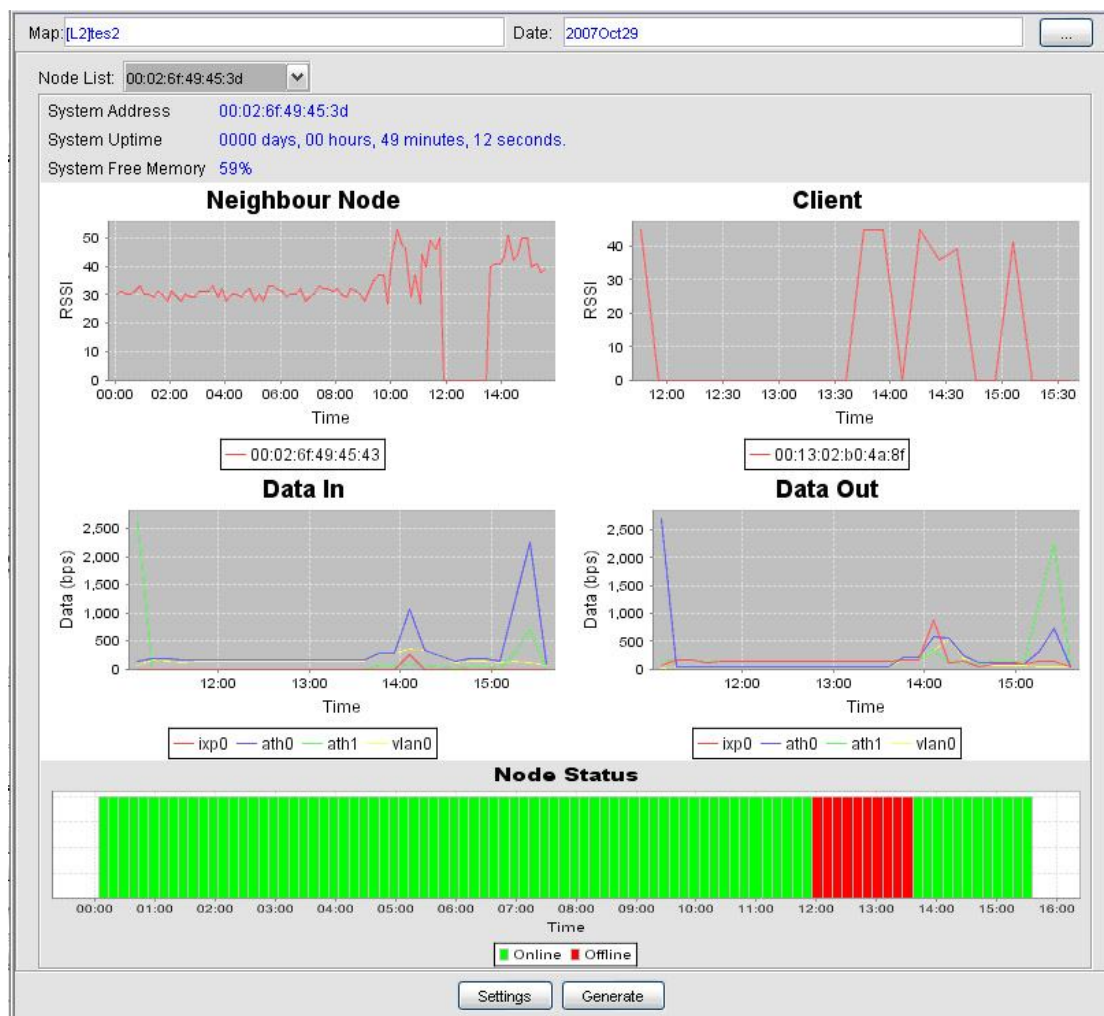 Map: [L2]tes2 Date: 2007Oct29 ...
Node List: 00:02:6f:49:45:3d
System Address 00:02:6f:49:45:3d
System Uptime 0000 days, 00 hours, 49 minutes, 12 seconds.
System Free Memory 59%
Neighbour Node
50
40
30
20
10
0
RSSI
00:00 02:00 04:00 06:00 08:00 10:00 12:00 14:00
Time
00:02:6f:49:45:43
Client
40
30
20
10
0
RSSI
12:00 12:30 13:00 13:30 14:00 14:30 15:00 15:30
Time
00:13:02:b0:4a:8f
Data In
2,500
2,000
1,500
1,000
500
0
Data (bps)
12:00 13:00 14:00 15:00
Time
ixp0 ath0 ath1 vlan0
Data Out
2,500
2,000
1,500
1,000
500
0
Data (bps)
12:00 13:00 14:00 15:00
Time
ixp0 ath0 ath1 vlan0
Node Status
00:00 01:00 02:00 03:00 04:00 05:00 06:00 07:00 08:00 09:00 10:00 11:00 12:00 13:00 14:00 15:00 16:00
Time
Online Offline
Settings Generate